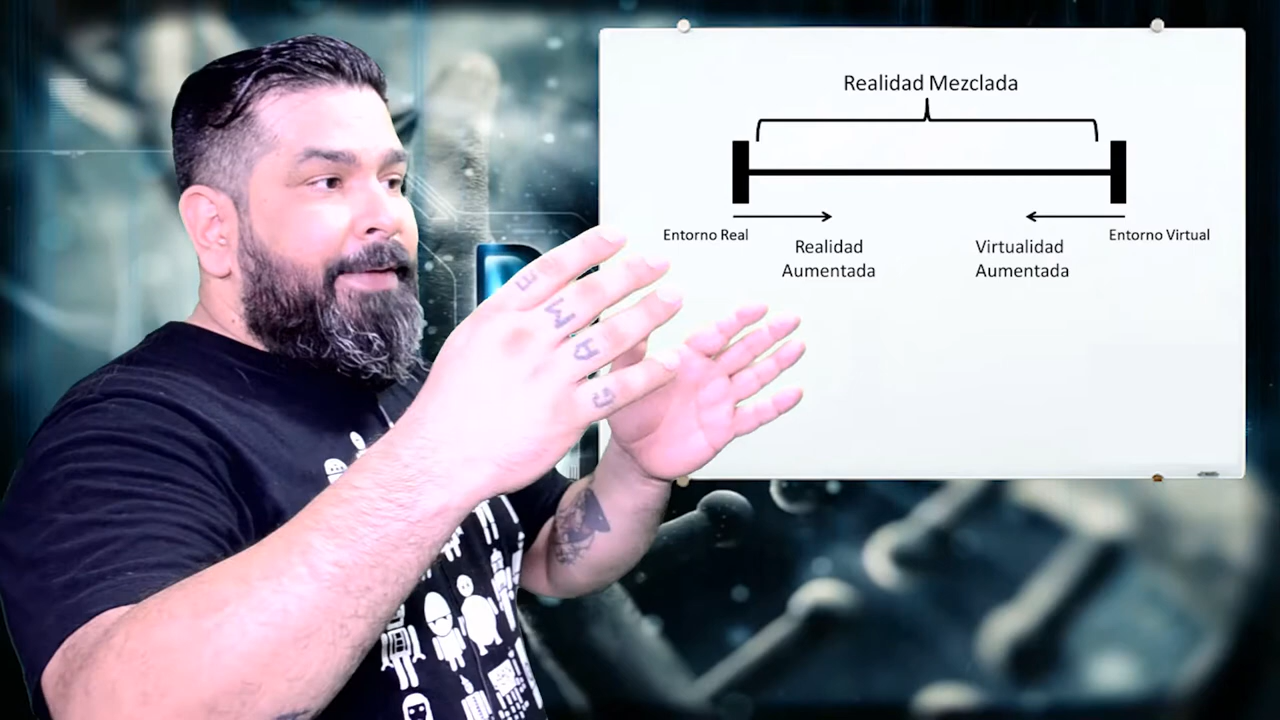 Realidad Mezclada
Entorno Real
Realidad
Aumentada
Virtualidad
Aumentada
Entorno Virtual
G A M E